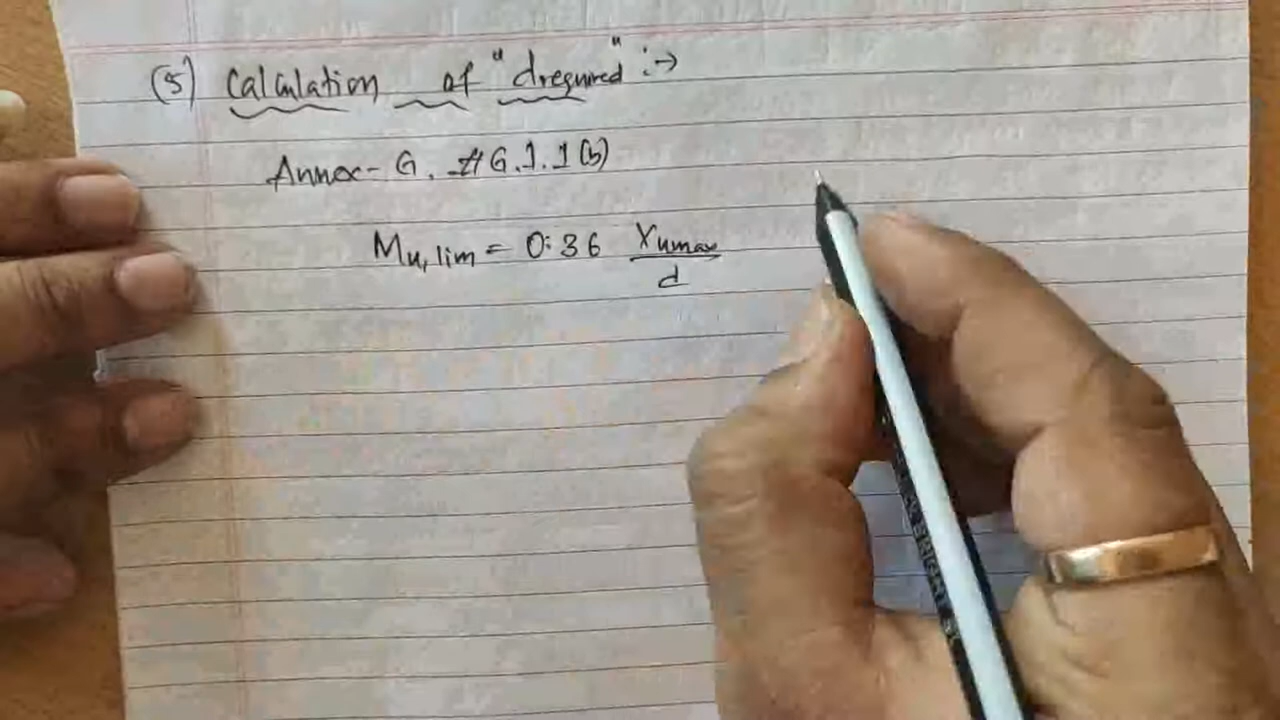 (5) Calculation of "drequired" :→
Annex - G. # G.1.1(b)
Mu,lim = 0.36 Xumax/d